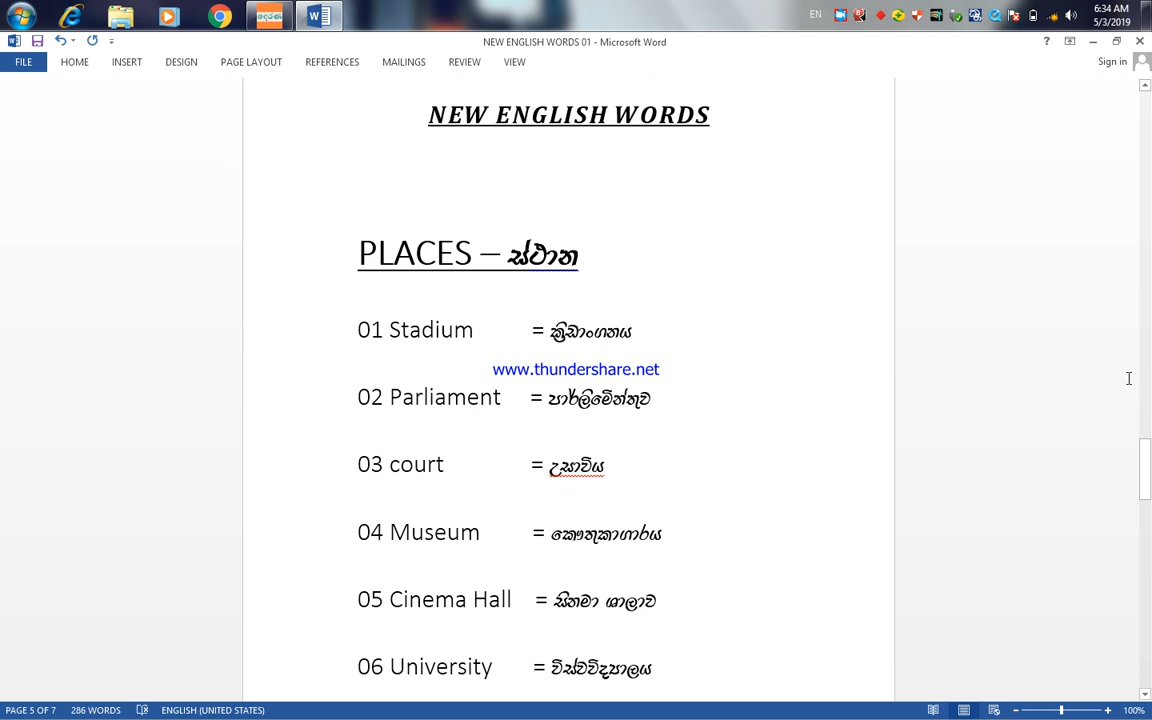 දෙරණ
EN
6:34 AM
5/3/2019
NEW ENGLISH WORDS 01 - Microsoft Word
FILE HOME INSERT DESIGN PAGE LAYOUT REFERENCES MAILINGS REVIEW VIEW Sign in
NEW ENGLISH WORDS
PLACES – ස්ථාන
01 Stadium = ක්‍රීඩාංගනය
www.thundershare.net
02 Parliament = පාර්ලිමේන්තුව
03 court = උසාවිය
04 Museum = කෞතුකාගාරය
05 Cinema Hall = සිනමා ශාලාව
06 University = විස්වවිද්‍යාලය
PAGE 5 OF 7 286 WORDS ENGLISH (UNITED STATES) 100%